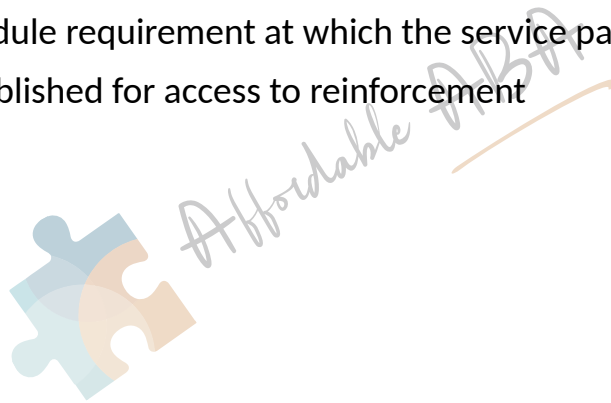 dule requirement at which the service pa
blished for access to reinforcement
Affordable ABA